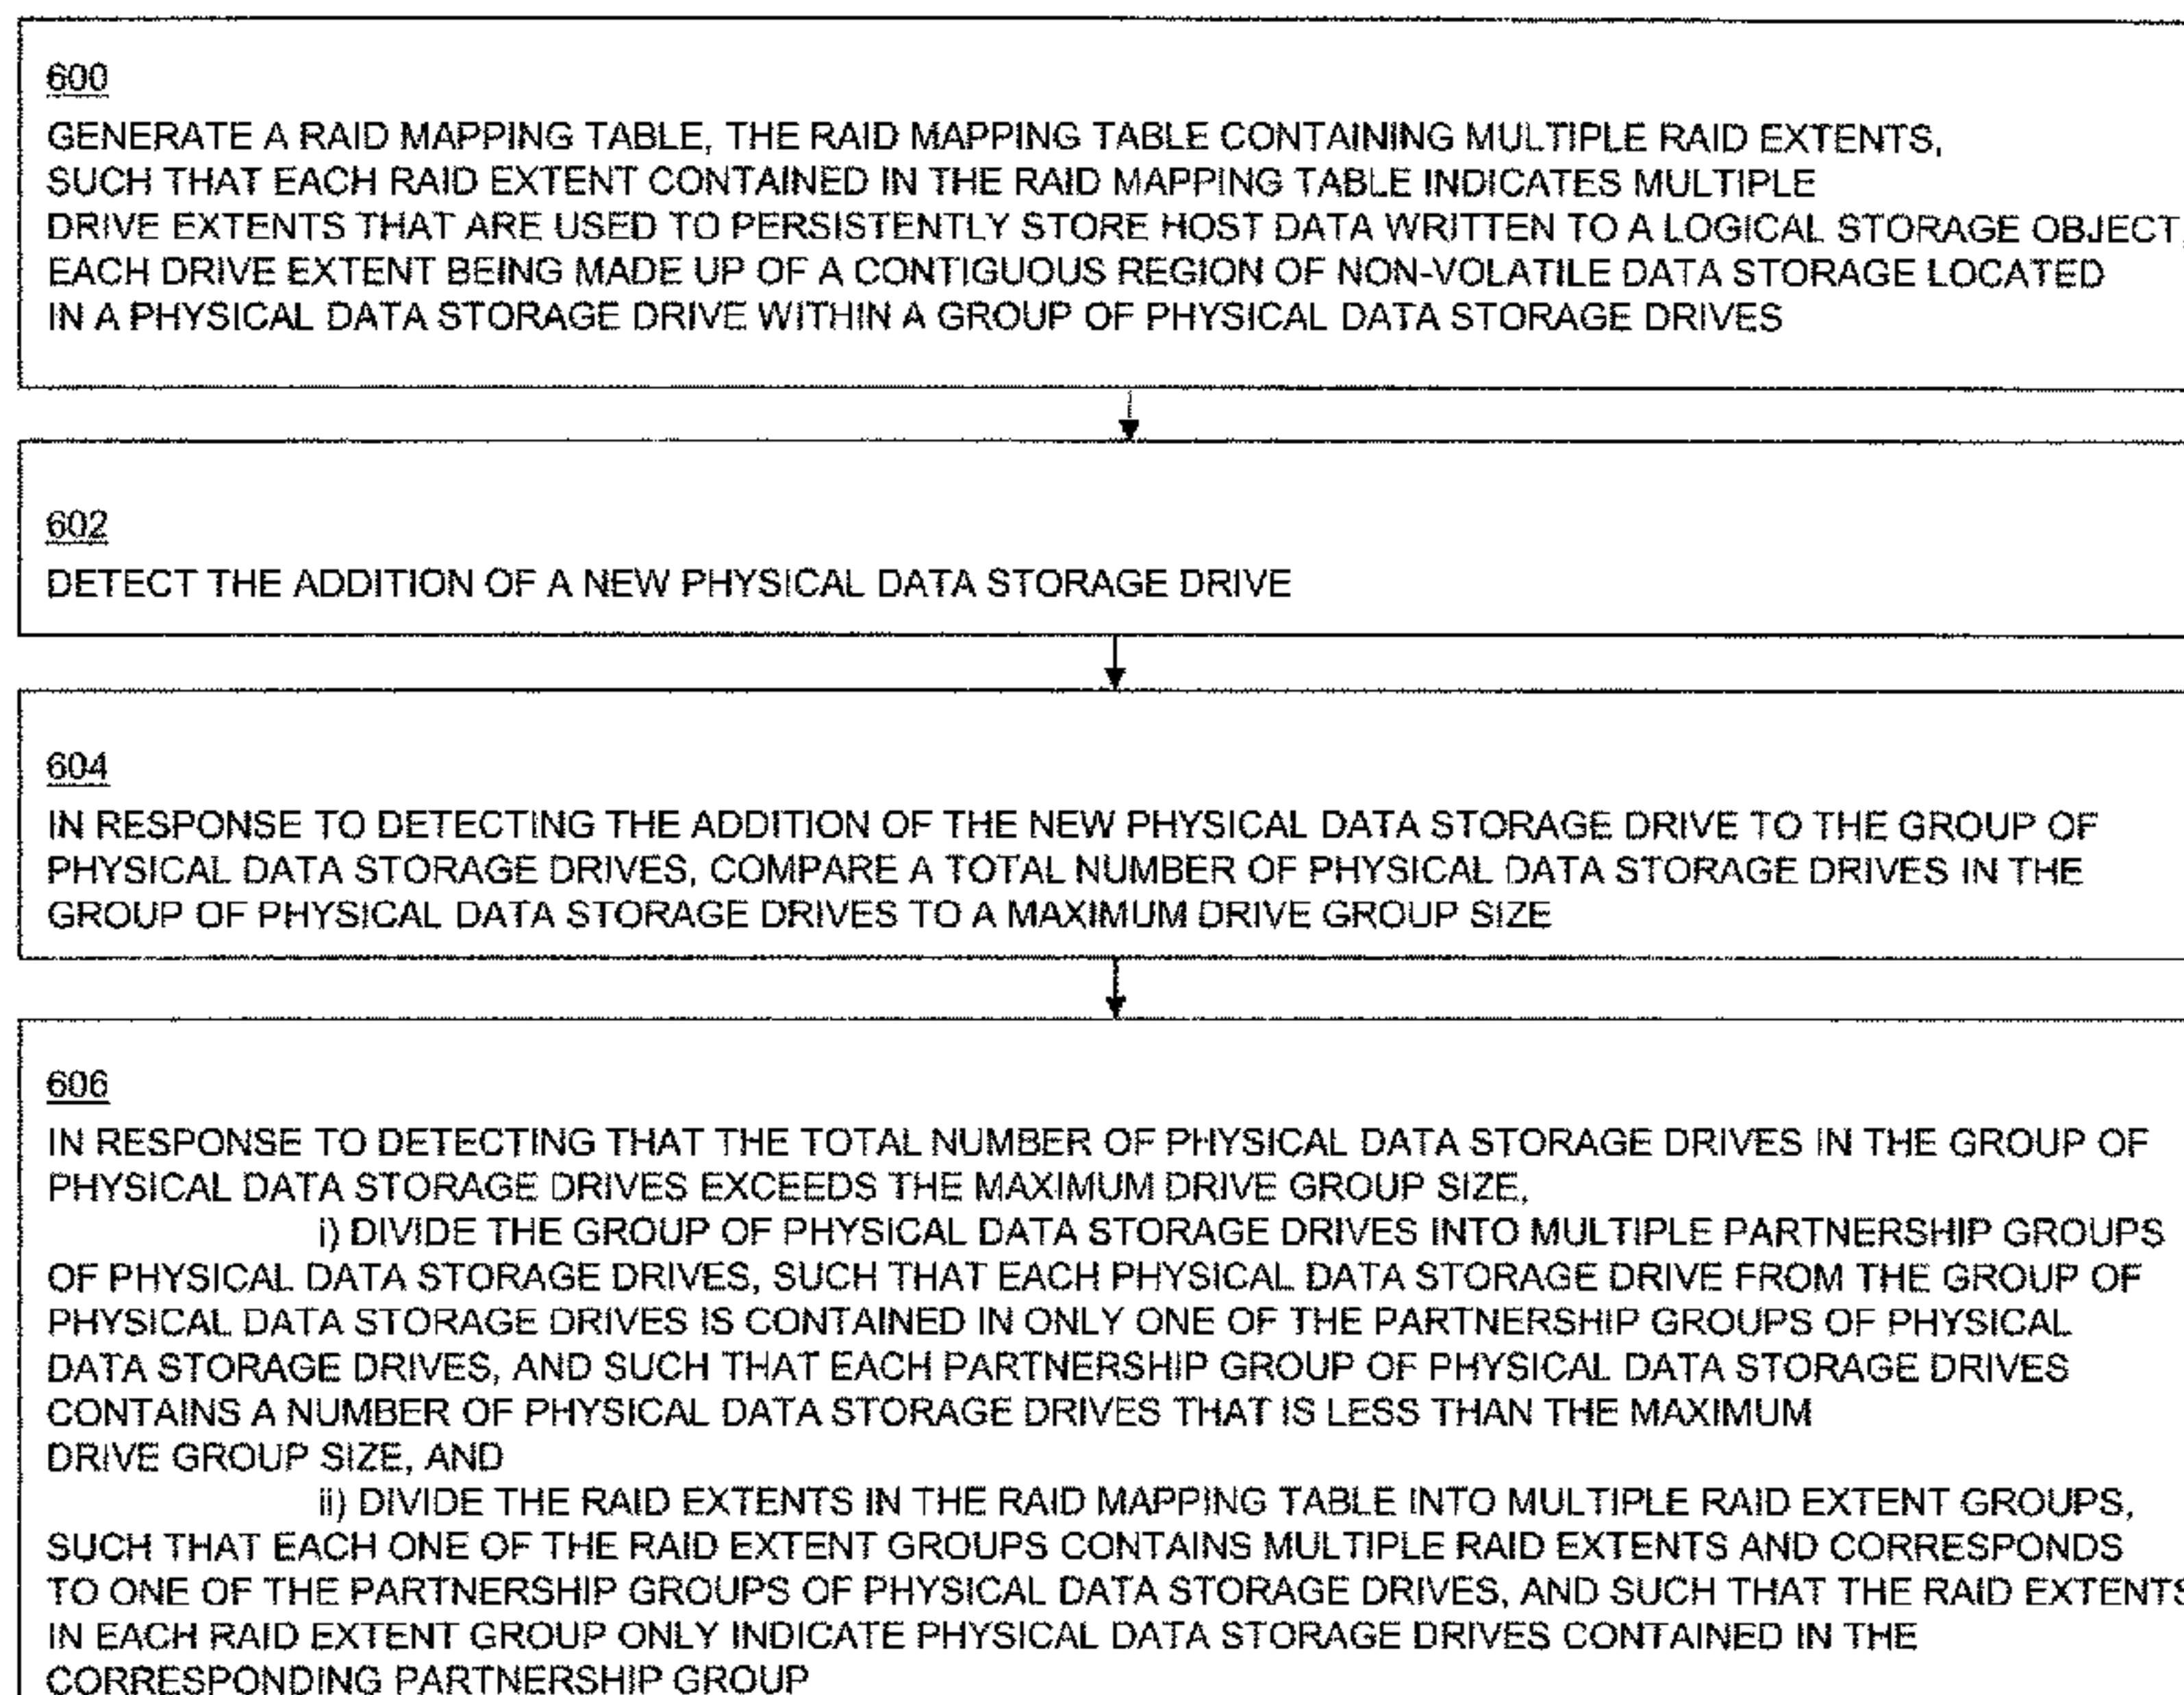 600
GENERATE A RAID MAPPING TABLE, THE RAID MAPPING TABLE CONTAINING MULTIPLE RAID EXTENTS,
SUCH THAT EACH RAID EXTENT CONTAINED IN THE RAID MAPPING TABLE INDICATES MULTIPLE
DRIVE EXTENTS THAT ARE USED TO PERSISTENTLY STORE HOST DATA WRITTEN TO A LOGICAL STORAGE OBJECT,
EACH DRIVE EXTENT BEING MADE UP OF A CONTIGUOUS REGION OF NON-VOLATILE DATA STORAGE LOCATED
IN A PHYSICAL DATA STORAGE DRIVE WITHIN A GROUP OF PHYSICAL DATA STORAGE DRIVES
602
DETECT THE ADDITION OF A NEW PHYSICAL DATA STORAGE DRIVE
604
IN RESPONSE TO DETECTING THE ADDITION OF THE NEW PHYSICAL DATA STORAGE DRIVE TO THE GROUP OF
PHYSICAL DATA STORAGE DRIVES, COMPARE A TOTAL NUMBER OF PHYSICAL DATA STORAGE DRIVES IN THE
GROUP OF PHYSICAL DATA STORAGE DRIVES TO A MAXIMUM DRIVE GROUP SIZE
606
IN RESPONSE TO DETECTING THAT THE TOTAL NUMBER OF PHYSICAL DATA STORAGE DRIVES IN THE GROUP OF
PHYSICAL DATA STORAGE DRIVES EXCEEDS THE MAXIMUM DRIVE GROUP SIZE,
i) DIVIDE THE GROUP OF PHYSICAL DATA STORAGE DRIVES INTO MULTIPLE PARTNERSHIP GROUPS
OF PHYSICAL DATA STORAGE DRIVES, SUCH THAT EACH PHYSICAL DATA STORAGE DRIVE FROM THE GROUP OF
PHYSICAL DATA STORAGE DRIVES IS CONTAINED IN ONLY ONE OF THE PARTNERSHIP GROUPS OF PHYSICAL
DATA STORAGE DRIVES, AND SUCH THAT EACH PARTNERSHIP GROUP OF PHYSICAL DATA STORAGE DRIVES
CONTAINS A NUMBER OF PHYSICAL DATA STORAGE DRIVES THAT IS LESS THAN THE MAXIMUM
DRIVE GROUP SIZE, AND
ii) DIVIDE THE RAID EXTENTS IN THE RAID MAPPING TABLE INTO MULTIPLE RAID EXTENT GROUPS,
SUCH THAT EACH ONE OF THE RAID EXTENT GROUPS CONTAINS MULTIPLE RAID EXTENTS AND CORRESPONDS
TO ONE OF THE PARTNERSHIP GROUPS OF PHYSICAL DATA STORAGE DRIVES, AND SUCH THAT THE RAID EXTENTS
IN EACH RAID EXTENT GROUP ONLY INDICATE PHYSICAL DATA STORAGE DRIVES CONTAINED IN THE
CORRESPONDING PARTNERSHIP GROUP